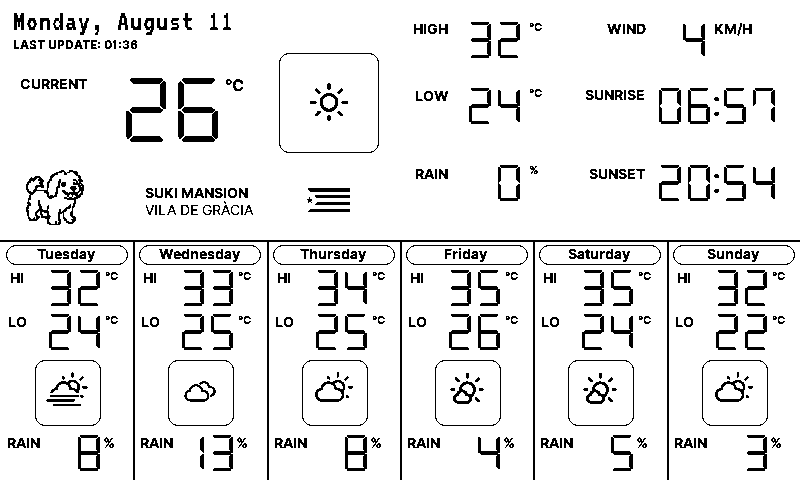 Monday, August 11
LAST UPDATE: 01:36
CURRENT 26 °C
SUKI MANSION
VILA DE GRÀCIA
HIGH 32 °C
LOW 24 °C
RAIN 0 %
WIND 4 KM/H
SUNRISE 06:57
SUNSET 20:54
Tuesday
HI 32 °C
LO 24 °C
RAIN 8 %
Wednesday
HI 33 °C
LO 25 °C
RAIN 13 %
Thursday
HI 34 °C
LO 25 °C
RAIN 8 %
Friday
HI 35 °C
LO 26 °C
RAIN 4 %
Saturday
HI 35 °C
LO 24 °C
RAIN 5 %
Sunday
HI 32 °C
LO 22 °C
RAIN 3 %